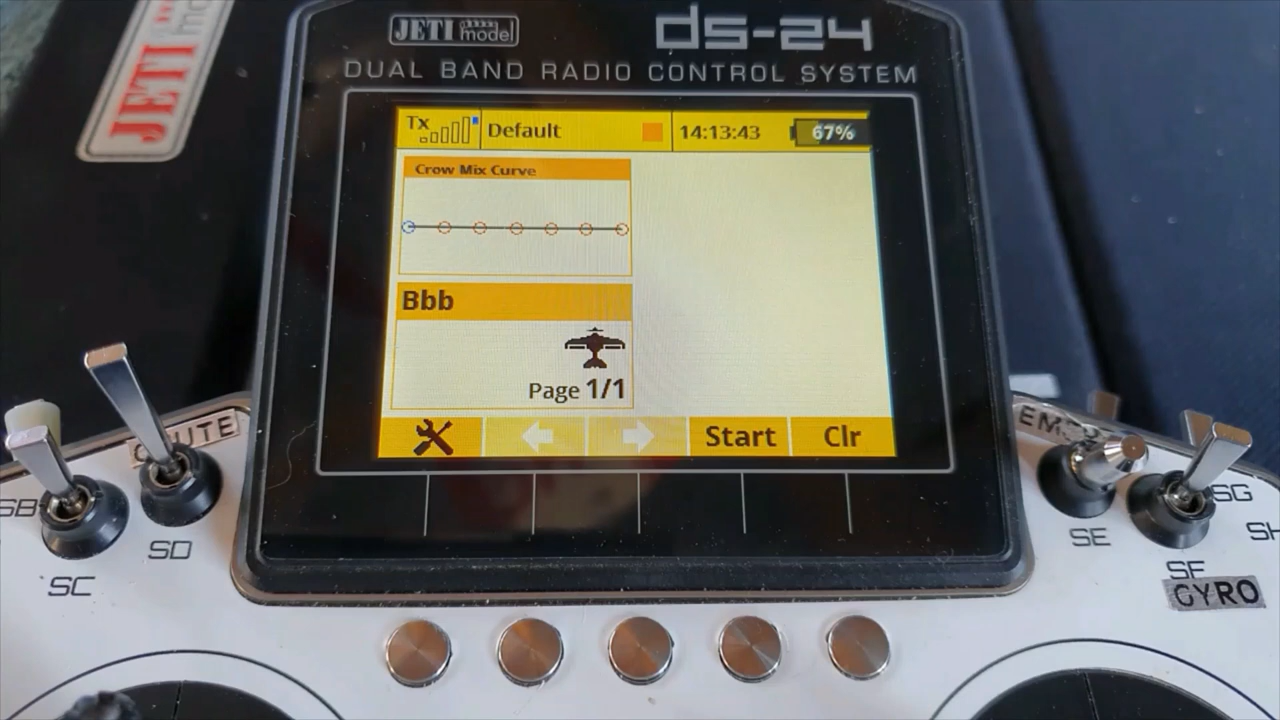 JETI model
ds-24
DUAL BAND RADIO CONTROL SYSTEM
JETI
Tx Default 14:13:43 67%
Crow Mix Curve
Bbb
Page 1/1
Start Clr
SD
SC
SE
SG
SF
GYRO